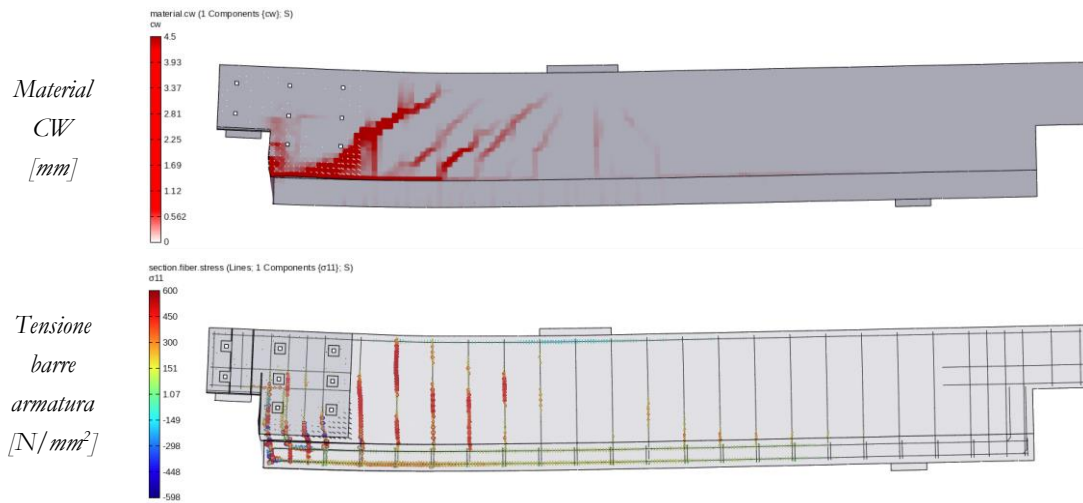 material.cw (1 Components {cw}; S)
cw
4.5
3.93
3.37
2.81
2.25
1.69
1.12
0.562
0
Material
CW
[mm]
section.fiber.stress (Lines; 1 Components {σ11}; S)
σ11
600
450
300
151
1.07
-149
-298
-448
-598
Tensione
barre
armatura
[N/mm²]